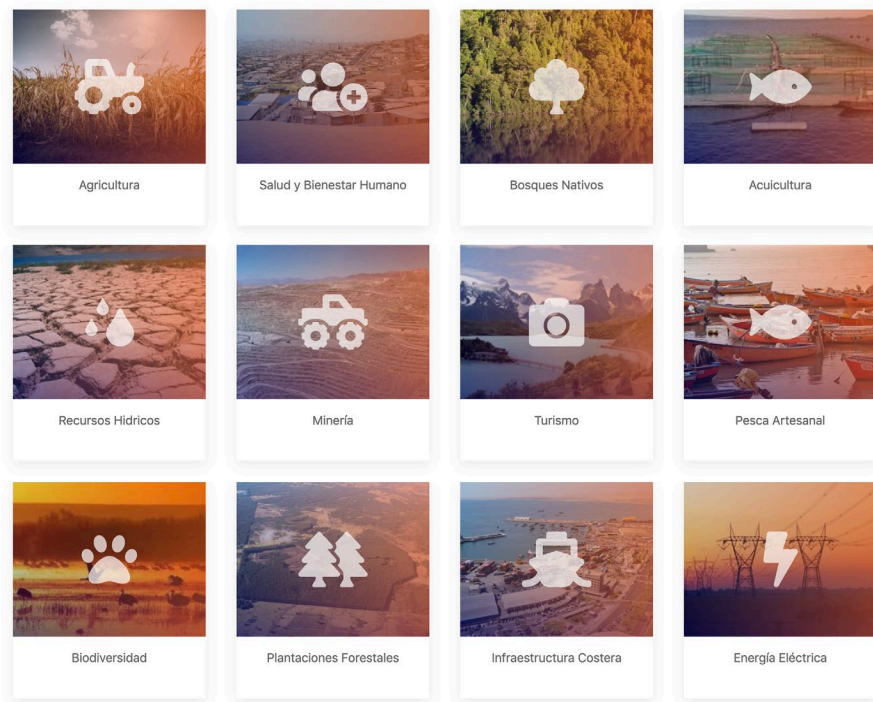 Agricultura
Salud y Bienestar Humano
Bosques Nativos
Acuicultura
Recursos Hidricos
Minería
Turismo
Pesca Artesanal
Biodiversidad
Plantaciones Forestales
Infraestructura Costera
Energía Eléctrica